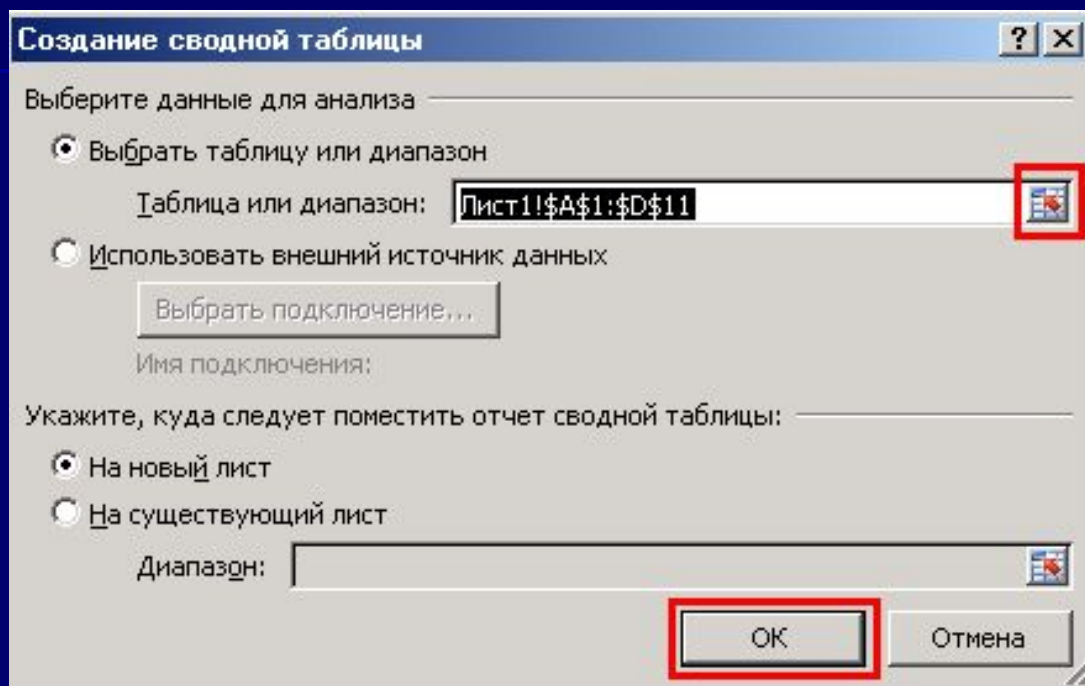 Создание сводной таблицы
Выберите данные для анализа
Выбрать таблицу или диапазон
Таблица или диапазон: Лист1!$A$1:$D$11
Использовать внешний источник данных
Выбрать подключение...
Имя подключения:
Укажите, куда следует поместить отчет сводной таблицы:
На новый лист
На существующий лист
Диапазон:
ОК Отмена